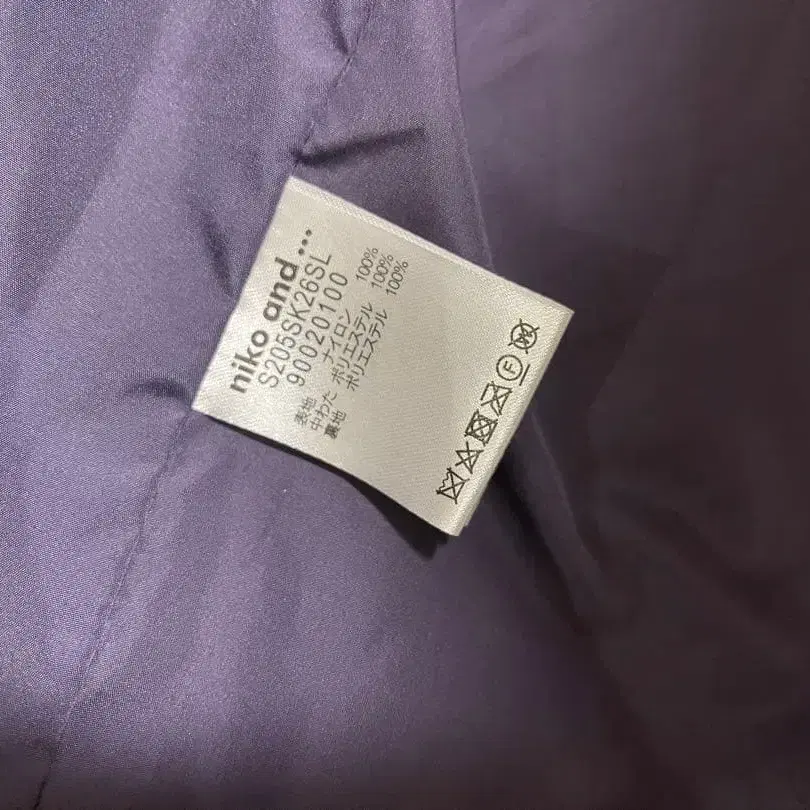 niko and ...
S205SK26SL
90020100
表地 ナイロン 100%
中わた ポリエステル 100%
裏地 ポリエステル 100%
F
W